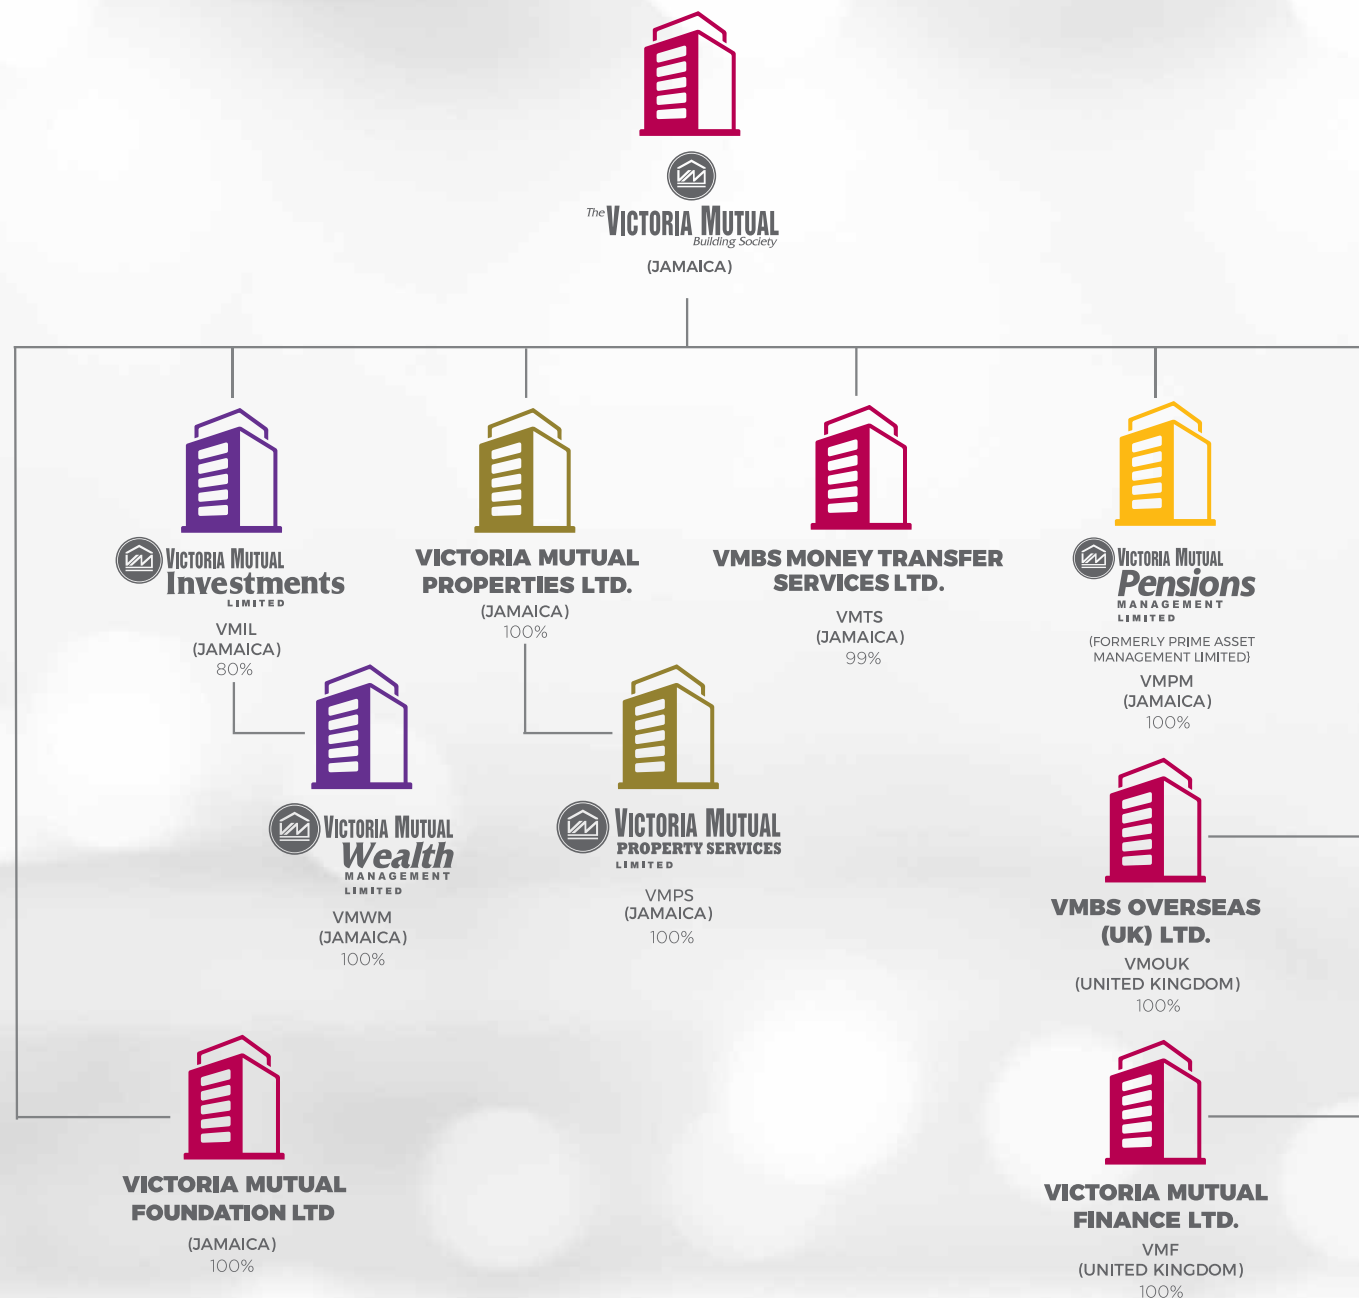 The VICTORIA MUTUAL
Building Society
(JAMAICA)
VICTORIA MUTUAL
Investments
LIMITED
VMIL
(JAMAICA)
80%
VICTORIA MUTUAL
PROPERTIES LTD.
(JAMAICA)
100%
VMBS MONEY TRANSFER
SERVICES LTD.
VMTS
(JAMAICA)
99%
VICTORIA MUTUAL
Pensions
MANAGEMENT
LIMITED
(FORMERLY PRIME ASSET
MANAGEMENT LIMITED}
VMPM
(JAMAICA)
100%
VICTORIA MUTUAL
Wealth
MANAGEMENT
LIMITED
VMWM
(JAMAICA)
100%
VICTORIA MUTUAL
PROPERTY SERVICES
LIMITED
VMPS
(JAMAICA)
100%
VMBS OVERSEAS
(UK) LTD.
VMOUK
(UNITED KINGDOM)
100%
VICTORIA MUTUAL
FOUNDATION LTD
(JAMAICA)
100%
VICTORIA MUTUAL
FINANCE LTD.
VMF
(UNITED KINGDOM)
100%